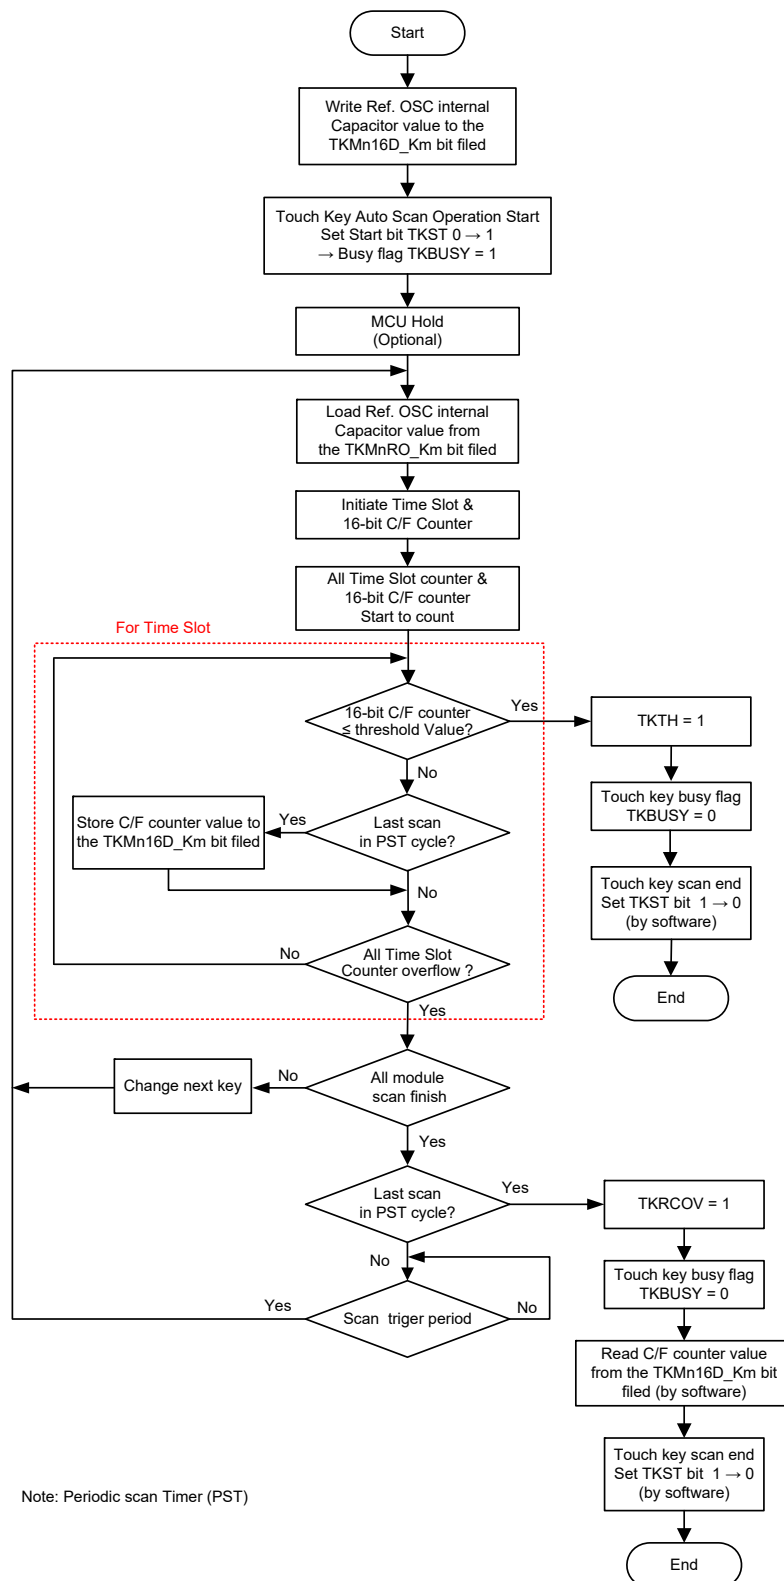 Start
Write Ref. OSC internal
Capacitor value to the
TKMn16D_Km bit filed
Touch Key Auto Scan Operation Start
Set Start bit TKST 0 → 1
→ Busy flag TKBUSY = 1
MCU Hold
(Optional)
Load Ref. OSC internal
Capacitor value from
the TKMnRO_Km bit filed
Initiate Time Slot &
16-bit C/F Counter
All Time Slot counter &
16-bit C/F counter
Start to count
For Time Slot
16-bit C/F counter
≤ threshold Value?
Yes
No
TKTH = 1
Touch key busy flag
TKBUSY = 0
Touch key scan end
Set TKST bit 1 → 0
(by software)
End
Last scan
in PST cycle?
Yes
No
Store C/F counter value to
the TKMn16D_Km bit filed
All Time Slot
Counter overflow ?
No
Yes
All module
scan finish
No
Change next key
Yes
Last scan
in PST cycle?
Yes
No
TKRCOV = 1
Touch key busy flag
TKBUSY = 0
Scan triger period
Yes
No
Read C/F counter value
from the TKMn16D_Km bit
filed (by software)
Touch key scan end
Set TKST bit 1 → 0
(by software)
End
Note: Periodic scan Timer (PST)